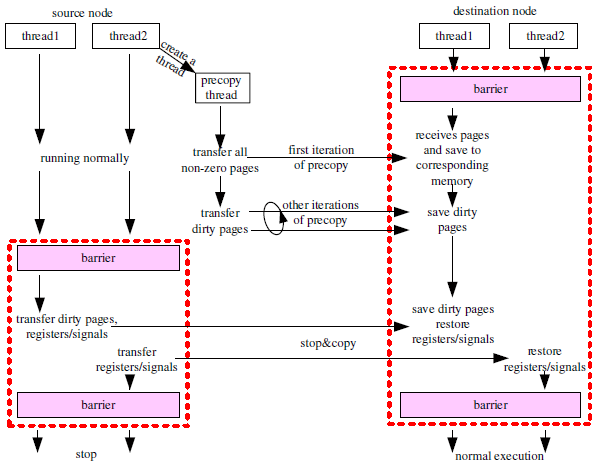 source node
destination node
thread1
thread2
thread1
thread2
create a
thread
precopy
thread
barrier
running normally
transfer all
non-zero pages
first iteration
of precopy
receives pages
and save to
corresponding
memory
transfer
dirty pages
other iterations
of precopy
save dirty
pages
barrier
transfer dirty pages,
registers/signals
save dirty pages
restore
registers/signals
transfer
registers/signals
stop&copy
restore
registers/signals
barrier
barrier
stop
normal execution